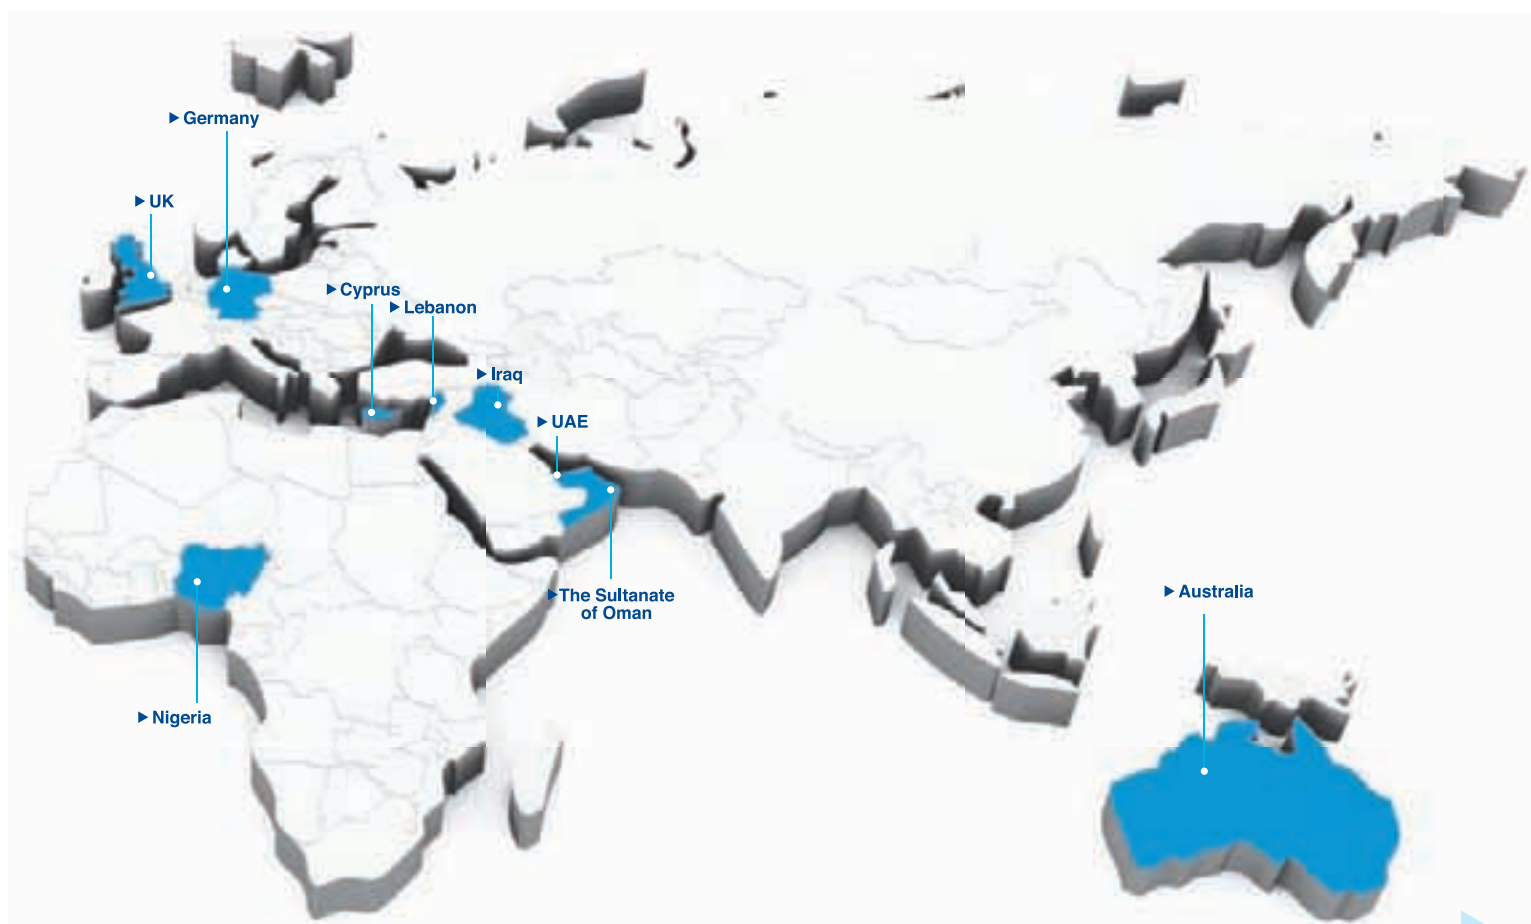 Germany
UK
Cyprus
Lebanon
Iraq
UAE
The Sultanate
of Oman
Australia
Nigeria